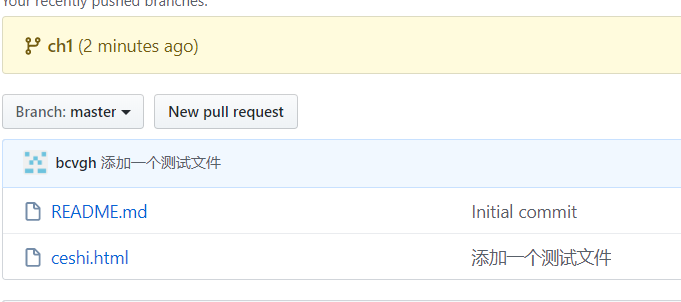 Your recently pushed branches:
ch1 (2 minutes ago)
Branch: master New pull request
bcvgh 添加一个测试文件
README.md Initial commit
ceshi.html 添加一个测试文件